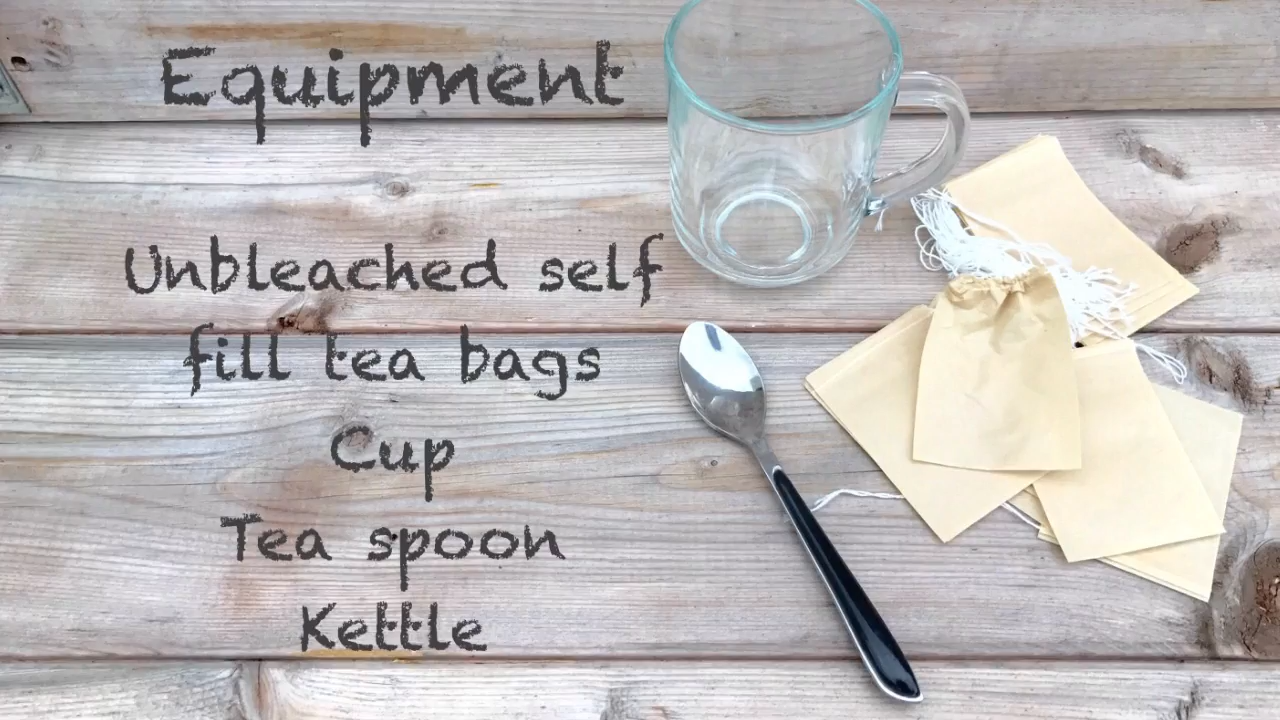 Equipment
Unbleached self
fill tea bags
Cup
Tea spoon
Kettle